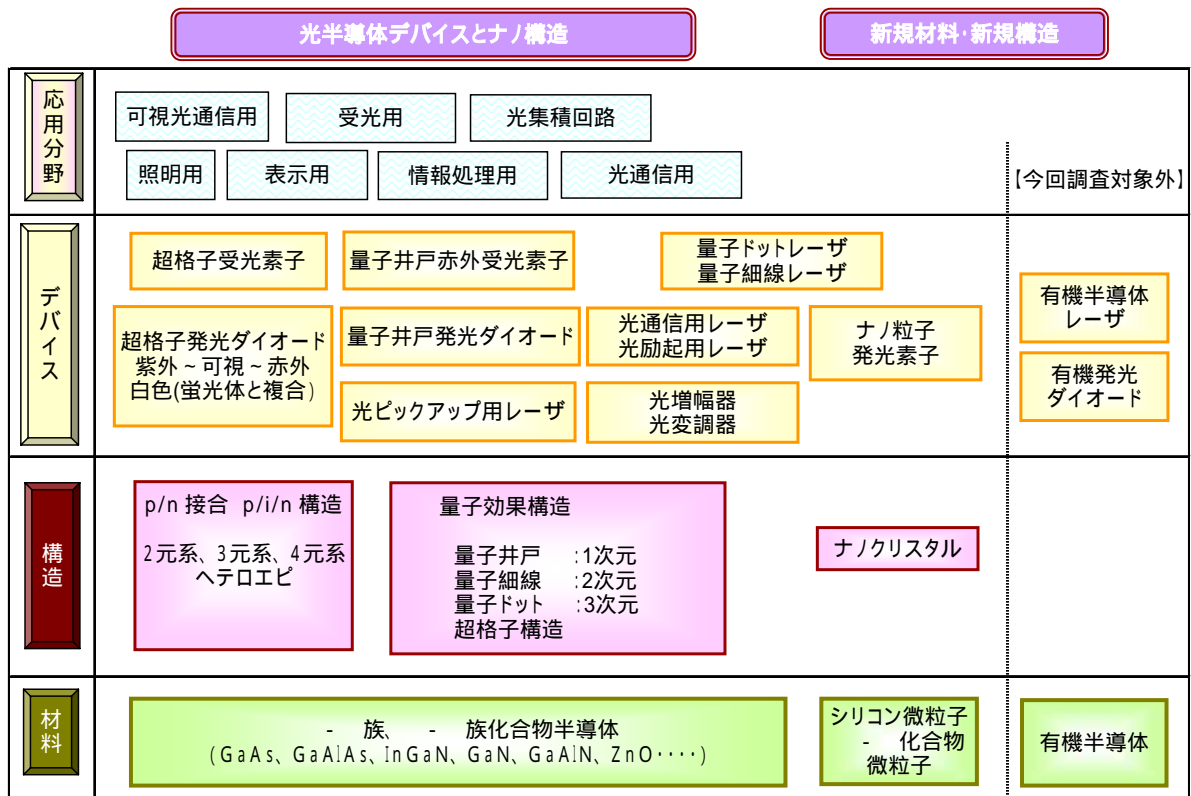 光半導体デバイスとナノ構造
新規材料・新規構造
応用分野
可視光通信用
受光用
光集積回路
照明用
表示用
情報処理用
光通信用
【今回調査対象外】
デバイス
超格子受光素子
量子井戸赤外受光素子
量子ドットレーザ
量子細線レーザ
超格子発光ダイオード
紫外～可視～赤外
白色(蛍光体と複合)
量子井戸発光ダイオード
光通信用レーザ
光励起用レーザ
ナノ粒子
発光素子
有機半導体
レーザ
光ピックアップ用レーザ
光増幅器
光変調器
有機発光
ダイオード
構造
p/n 接合 p/i/n 構造
2元系、3元系、4元系
ヘテロエピ
量子効果構造
量子井戸 :1次元
量子細線 :2次元
量子ドット :3次元
超格子構造
ナノクリスタル
材料
- 族、 - 族化合物半導体
(GaAs、GaAlAs、InGaN、GaN、GaAlN、ZnO････)
シリコン微粒子
- 化合物
微粒子
有機半導体